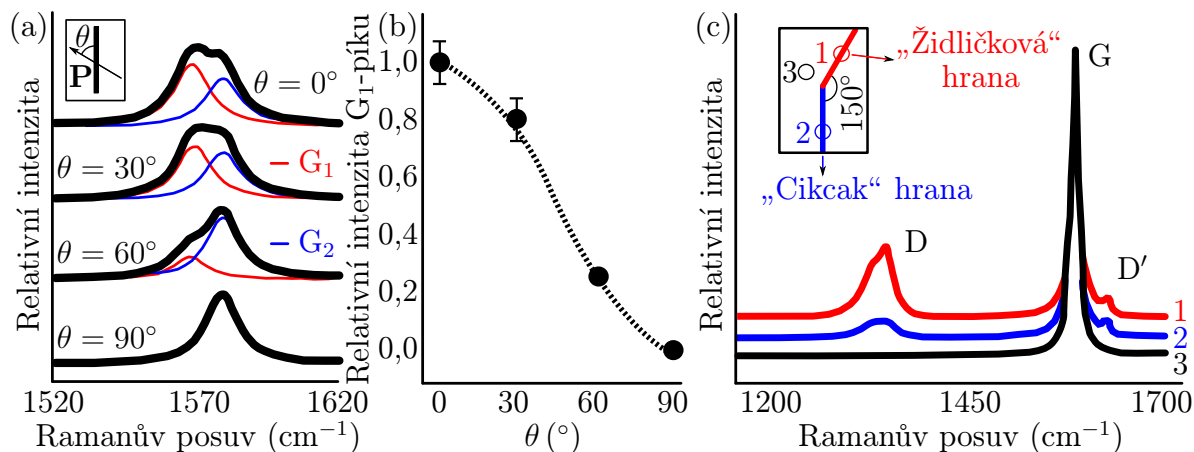 (a)
θ
P
θ = 0°
θ = 30°
G₁
θ = 60°
G₂
θ = 90°
Relativní intenzita
1520
1570
1620
Ramanův posuv (cm⁻¹)
(b)
Relativní intenzita G₁-píku
1,0
0,8
0,6
0,4
0,2
0,0
0
30
60
90
θ (°)
(c)
Relativní intenzita
1
3
2
150°
„Židličková“
hrana
„Cikcak“ hrana
G
D
D′
1
2
3
1200
1450
1700
Ramanův posuv (cm⁻¹)